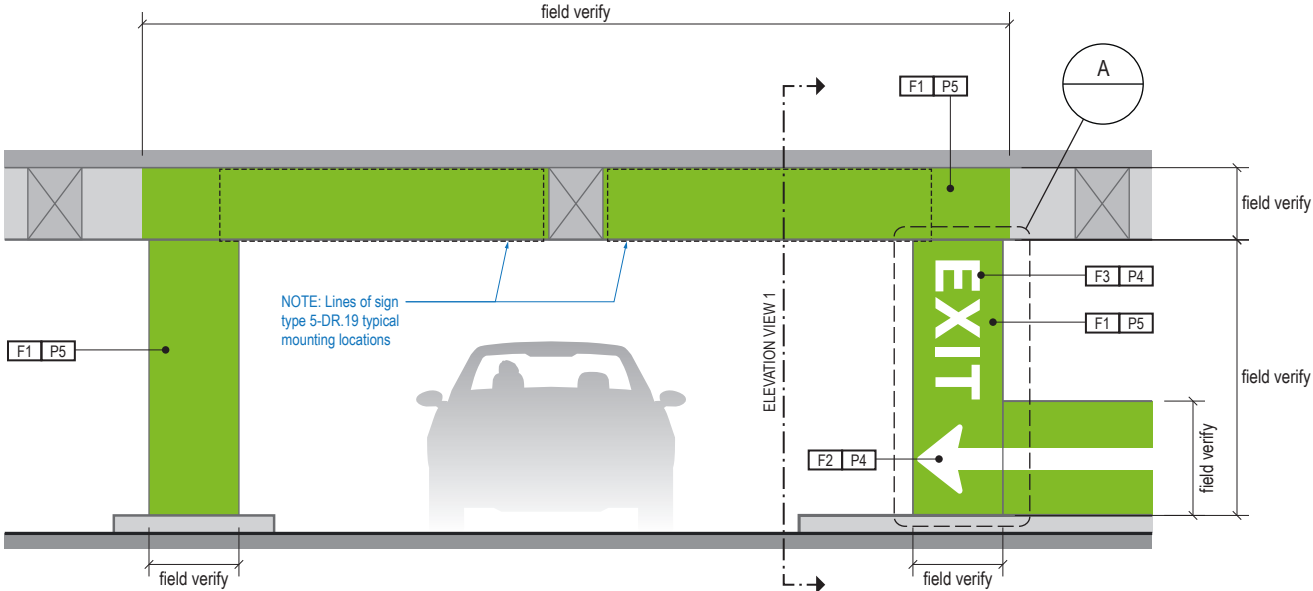 field verify
A
F1 P5
field verify
EXIT
F3 P4
NOTE: Lines of sign
type 5-DR.19 typical
mounting locations
F1 P5
F1 P5
ELEVATION VIEW 1
field verify
F2 P4
field verify
field verify
field verify